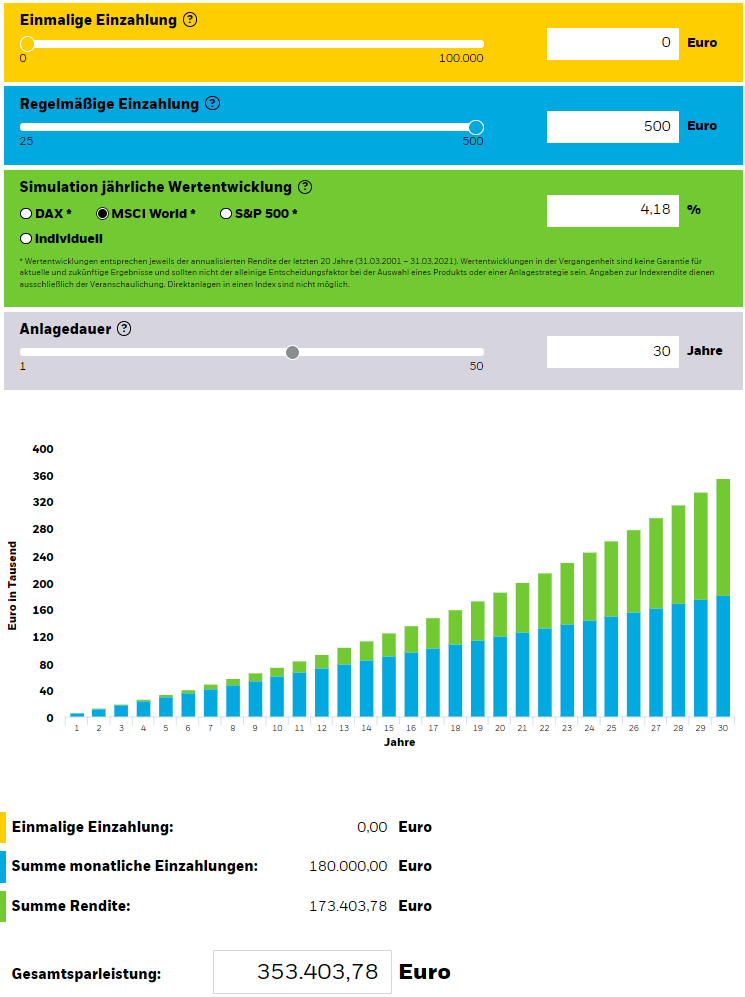 Einmalige Einzahlung ?
0 Euro
0 100.000
Regelmäßige Einzahlung ?
500 Euro
25 500
Simulation jährliche Wertentwicklung ?
DAX * MSCI World * S&P 500 * 4,18 %
Individuell
* Wertentwicklungen entsprechen jeweils der annualisierten Rendite der letzten 20 Jahre (31.03.2001 – 31.03.2021). Wertentwicklungen in der Vergangenheit sind keine Garantie für
aktuelle und zukünftige Ergebnisse und sollten nicht der alleinige Entscheidungsfaktor bei der Auswahl eines Produkts oder einer Anlagestrategie sein. Angaben zur Indexrendite dienen
ausschließlich der Veranschaulichung. Direktanlagen in einen Index sind nicht möglich.
Anlagedauer ?
30 Jahre
1 50
Euro in Tausend
400
360
320
280
240
200
160
120
80
40
0
1 2 3 4 5 6 7 8 9 10 11 12 13 14 15 16 17 18 19 20 21 22 23 24 25 26 27 28 29 30
Jahre
Einmalige Einzahlung: 0,00 Euro
Summe monatliche Einzahlungen: 180.000,00 Euro
Summe Rendite: 173.403,78 Euro
Gesamtsparleistung: 353.403,78 Euro